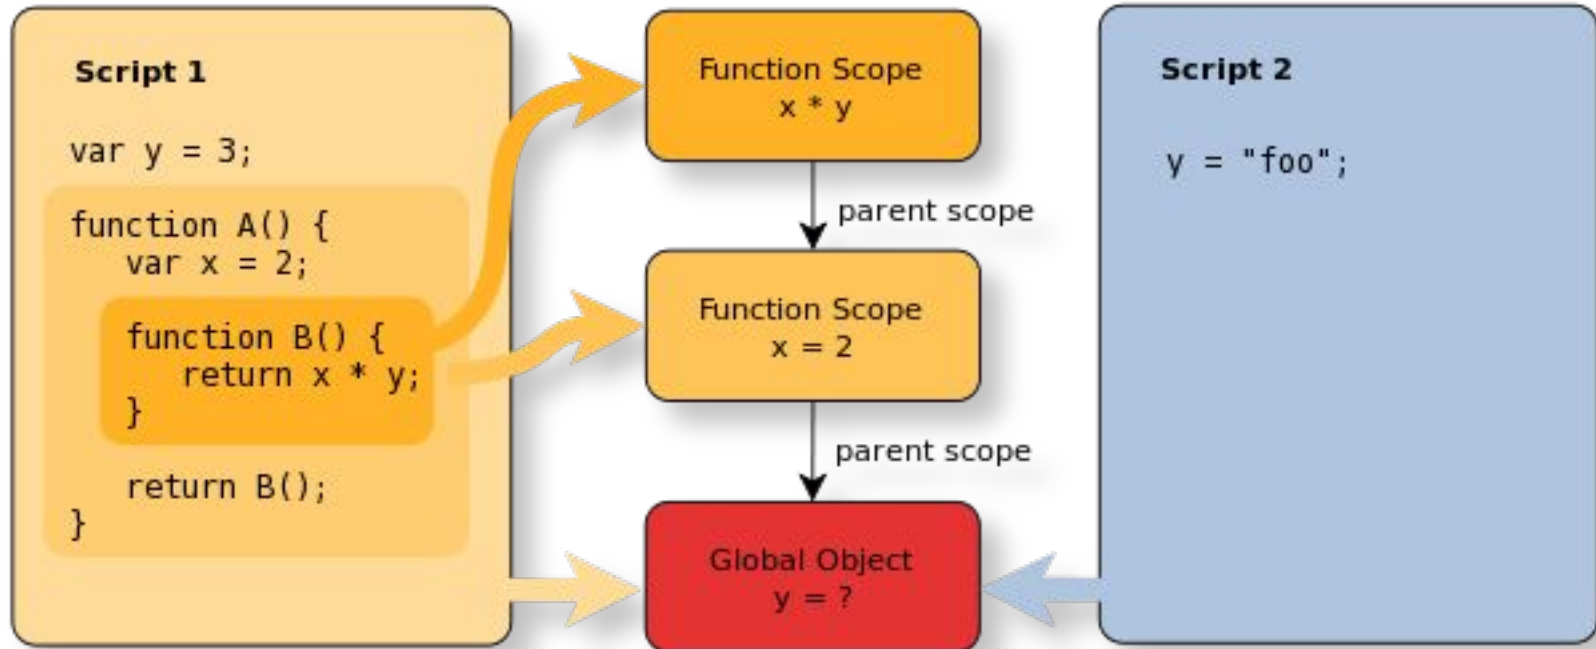 Script 1
var y = 3;
function A() {
   var x = 2;
   function B() {
      return x * y;
   }
   return B();
}
Function Scope
x * y
parent scope
Function Scope
x = 2
parent scope
Global Object
y = ?
Script 2
y = "foo";